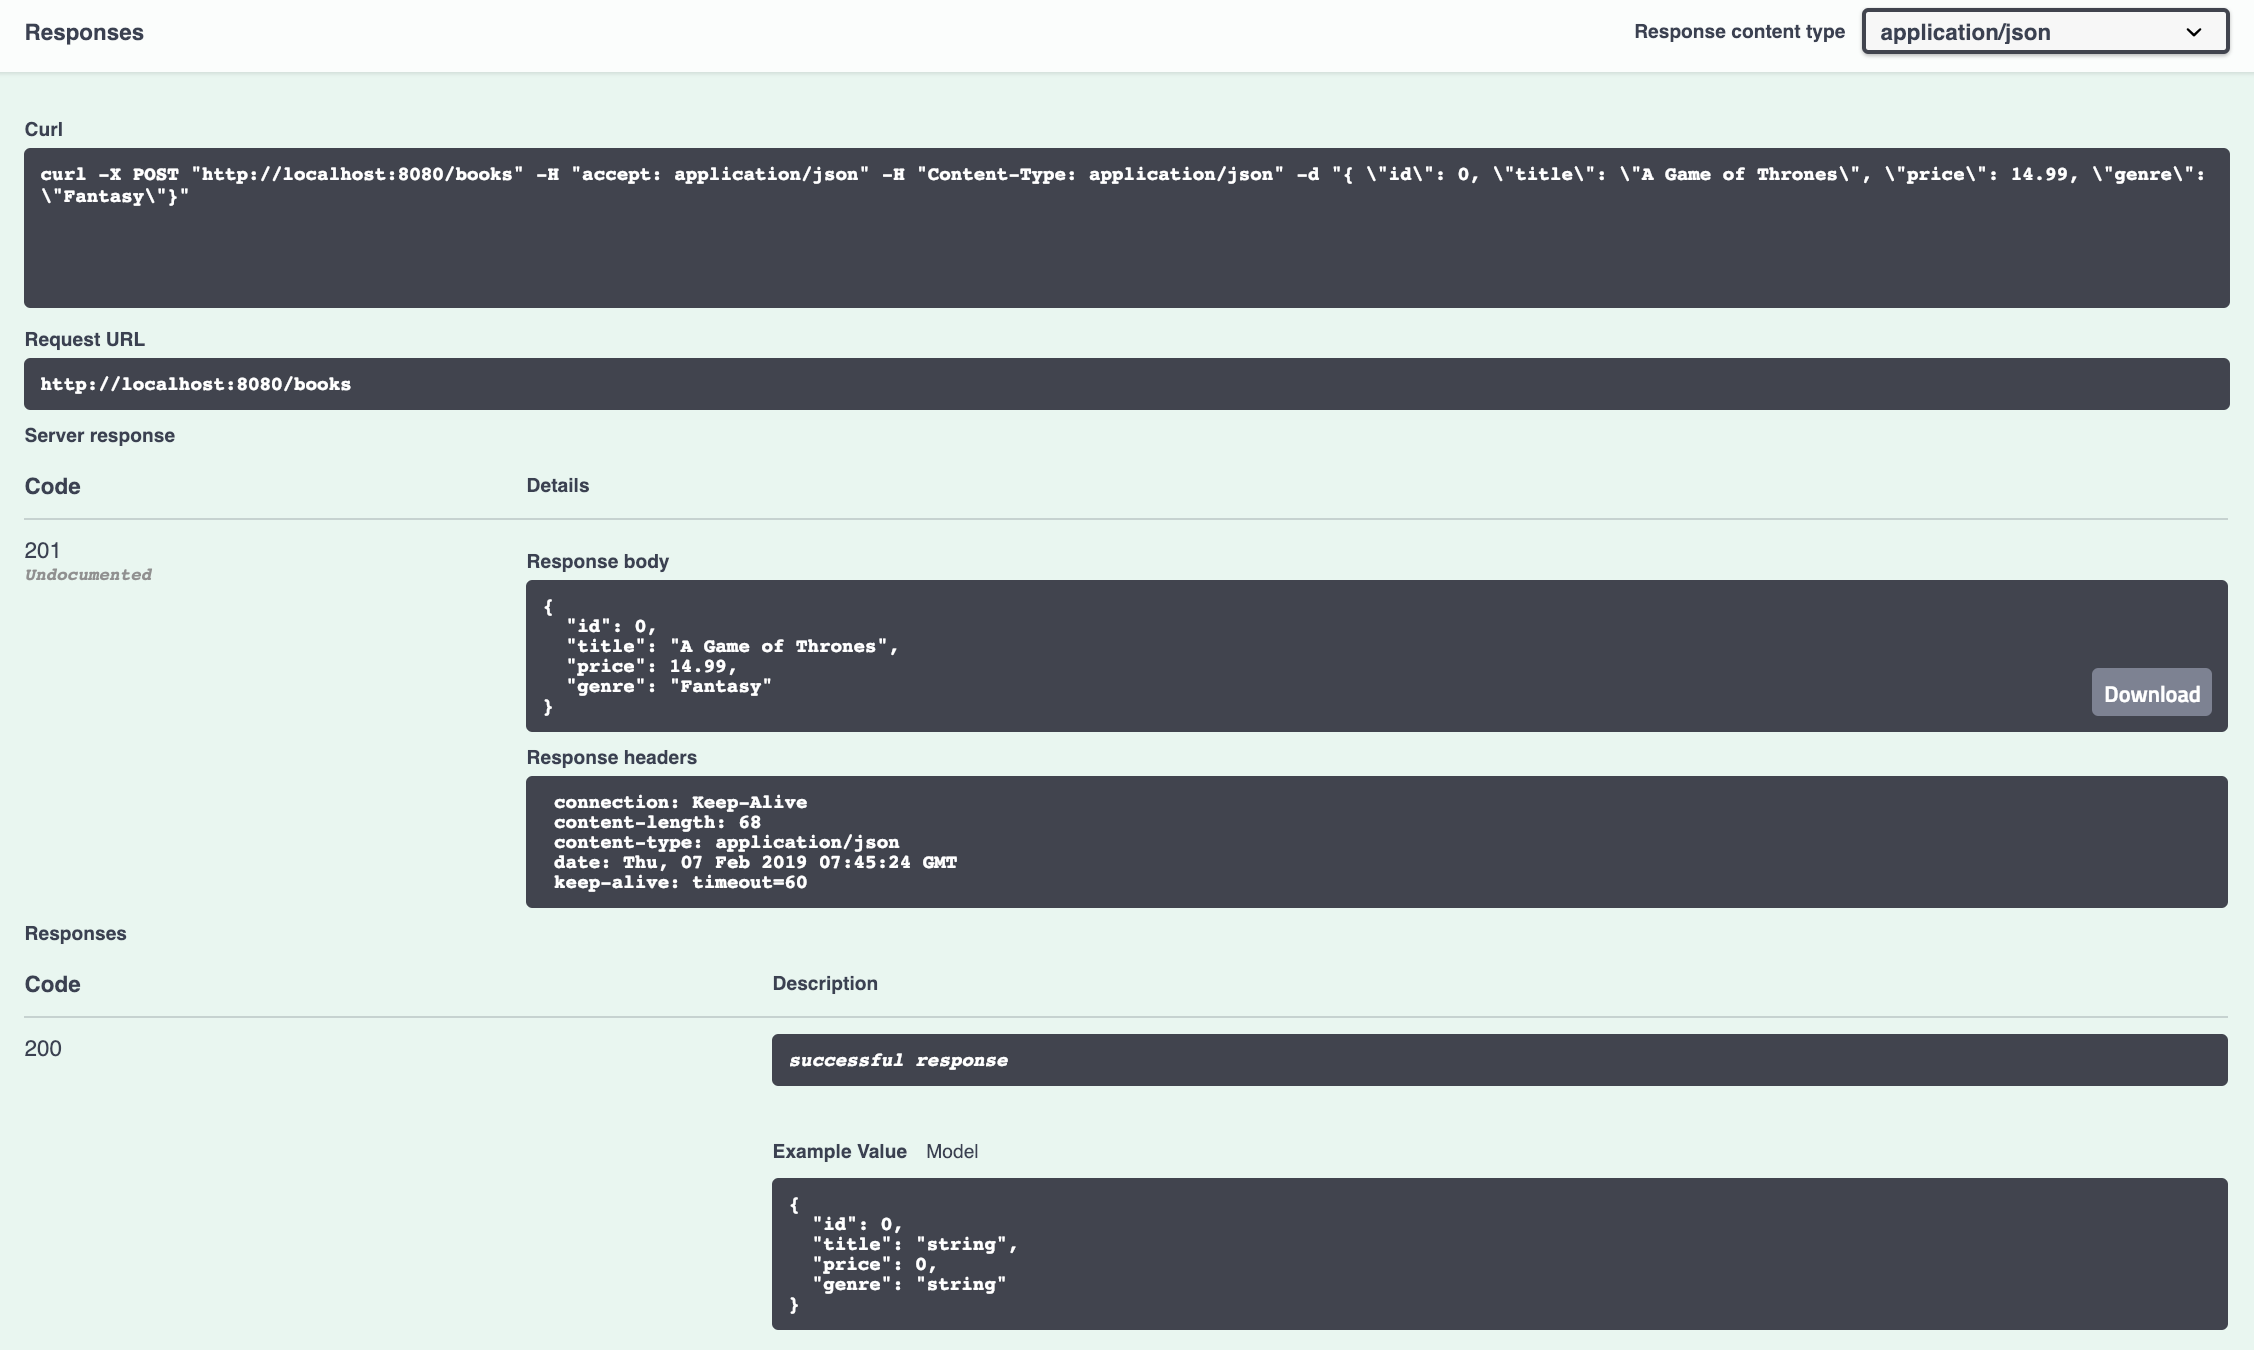 Responses
Response content type application/json
Curl
curl -X POST "http://localhost:8080/books" -H "accept: application/json" -H "Content-Type: application/json" -d "{ \"id\": 0, \"title\": \"A Game of Thrones\", \"price\": 14.99, \"genre\":
\"Fantasy\"}"
Request URL
http://localhost:8080/books
Server response
Code Details
201
Undocumented
Response body
{
  "id": 0,
  "title": "A Game of Thrones",
  "price": 14.99,
  "genre": "Fantasy"
}
Download
Response headers
connection: Keep-Alive
content-length: 68
content-type: application/json
date: Thu, 07 Feb 2019 07:45:24 GMT
keep-alive: timeout=60
Responses
Code Description
200
successful response
Example Value Model
{
  "id": 0,
  "title": "string",
  "price": 0,
  "genre": "string"
}